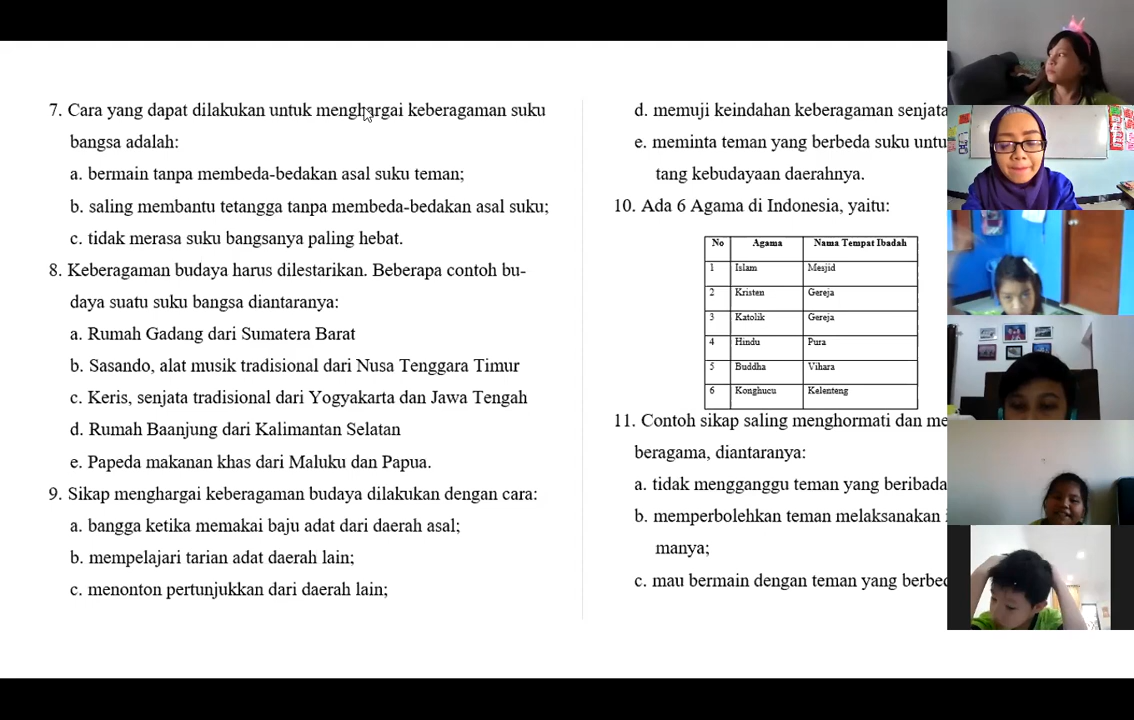 7. Cara yang dapat dilakukan untuk menghargai keberagaman suku
bangsa adalah:
a. bermain tanpa membeda-bedakan asal suku teman;
b. saling membantu tetangga tanpa membeda-bedakan asal suku;
c. tidak merasa suku bangsanya paling hebat.
8. Keberagaman budaya harus dilestarikan. Beberapa contoh bu-
daya suatu suku bangsa diantaranya:
a. Rumah Gadang dari Sumatera Barat
b. Sasando, alat musik tradisional dari Nusa Tenggara Timur
c. Keris, senjata tradisional dari Yogyakarta dan Jawa Tengah
d. Rumah Baanjung dari Kalimantan Selatan
e. Papeda makanan khas dari Maluku dan Papua.
9. Sikap menghargai keberagaman budaya dilakukan dengan cara:
a. bangga ketika memakai baju adat dari daerah asal;
b. mempelajari tarian adat daerah lain;
c. menonton pertunjukkan dari daerah lain;
d. memuji keindahan keberagaman senjata
e. meminta teman yang berbeda suku untu
tang kebudayaan daerahnya.
10. Ada 6 Agama di Indonesia, yaitu:
No Agama Nama Tempat Ibadah
1 Islam Mesjid
2 Kristen Gereja
3 Katolik Gereja
4 Hindu Pura
5 Buddha Vihara
6 Konghucu Kelenteng
11. Contoh sikap saling menghormati dan me
beragama, diantaranya:
a. tidak mengganggu teman yang beribada
b. memperbolehkan teman melaksanakan
manya;
c. mau bermain dengan teman yang berbed